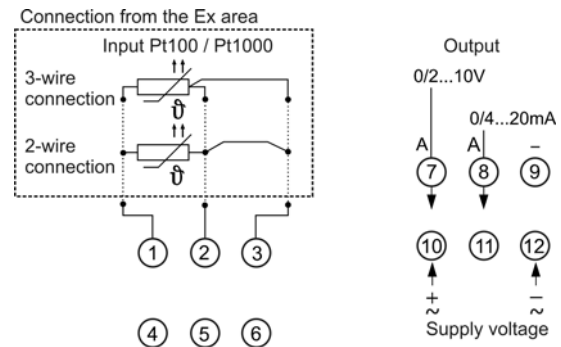 Connection from the Ex area
Input Pt100 / Pt1000
3-wire
connection
ϑ
2-wire
connection
ϑ
1 2 3
4 5 6
Output
0/2...10V
0/4...20mA
A A –
7 8 9
10 11 12
+ –
~ ~
Supply voltage